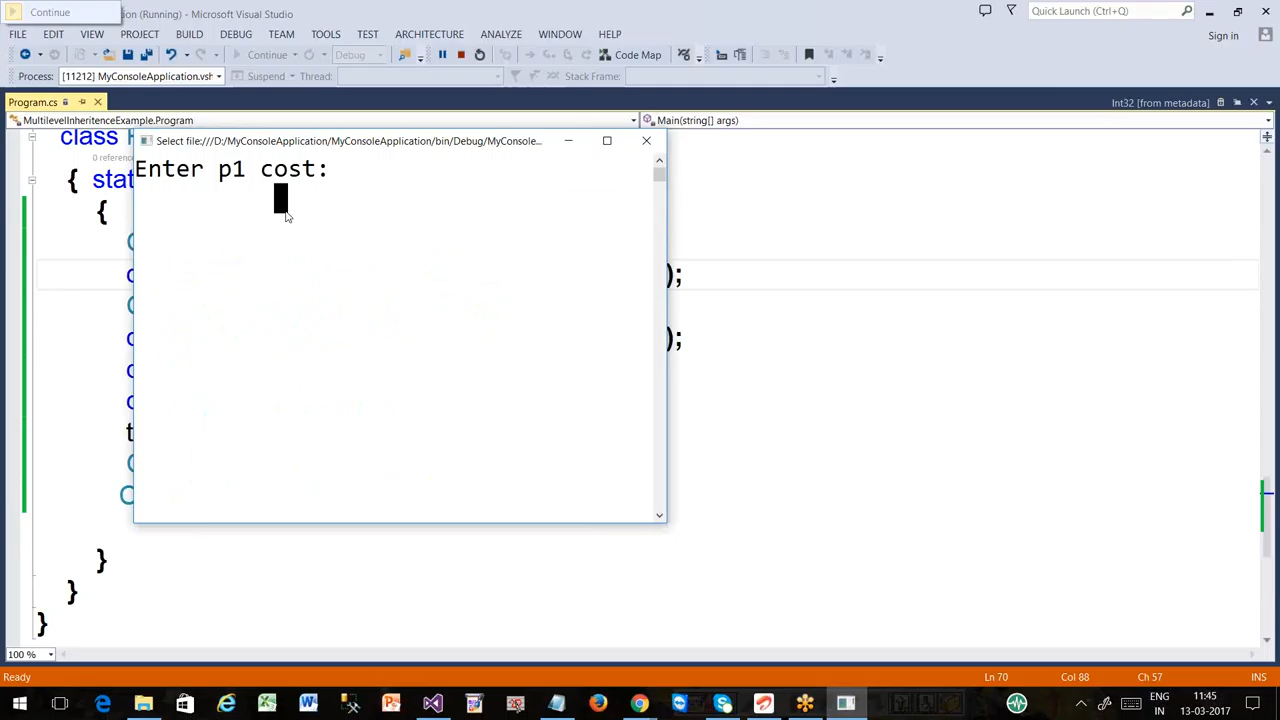 Continue
ion (Running) - Microsoft Visual Studio
Quick Launch (Ctrl+Q)
FILE EDIT VIEW PROJECT BUILD DEBUG TEAM TOOLS TEST ARCHITECTURE ANALYZE WINDOW HELP
Sign in
Continue Debug Code Map
Process: [11212] MyConsoleApplication.vsh Suspend Thread: Stack Frame:
Program.cs
Int32 [from metadata]
MultilevelInheritenceExample.Program
Main(string[] args)
class
0 referenc
Select file:///D:/MyConsoleApplication/MyConsoleApplication/bin/Debug/MyConsole...
Enter p1 cost:
{ stat
{
);
);
}
}
}
100 %
Ready
Ln 70 Col 88 Ch 57 INS
ENG
IN
11:45
13-03-2017